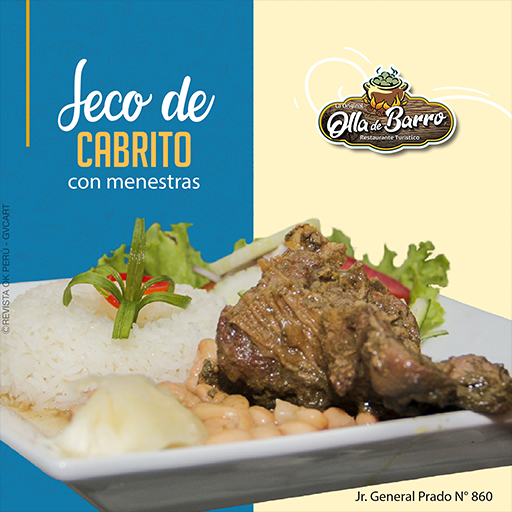 Seco de
CABRITO
con menestras
La Original
Olla de Barro
Restaurante Turístico
© REVISTA OK PERÚ - GVCART
Jr. General Prado N° 860